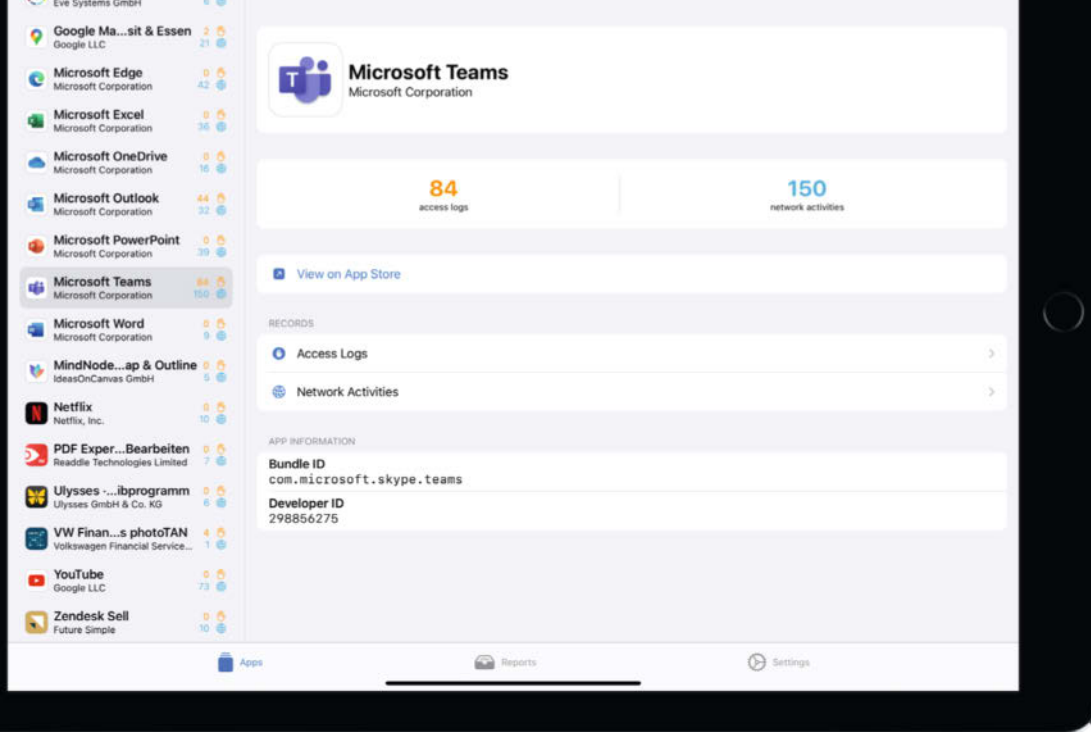 Eve Systems GmbH 6
Google Ma...sit & Essen 2
Google LLC 21
Microsoft Edge 0
Microsoft Corporation 42
Microsoft Excel 0
Microsoft Corporation 36
Microsoft OneDrive 0
Microsoft Corporation 16
Microsoft Outlook 44
Microsoft Corporation 32
Microsoft PowerPoint 0
Microsoft Corporation 39
Microsoft Teams 84
Microsoft Corporation 150
Microsoft Word 0
Microsoft Corporation 9
MindNode...ap & Outline 0
IdeasOnCanvas GmbH 5
Netflix 0
Netflix, Inc. 10
PDF Exper...Bearbeiten 0
Readdle Technologies Limited 7
Ulysses -...ibprogramm 0
Ulysses GmbH & Co. KG 6
VW Finan...s photoTAN 4
Volkswagen Financial Service... 1
YouTube 0
Google LLC 73
Zendesk Sell 0
Future Simple 10
Microsoft Teams
Microsoft Corporation
84
access logs
150
network activities
View on App Store
RECORDS
Access Logs
Network Activities
APP INFORMATION
Bundle ID
com.microsoft.skype.teams
Developer ID
298856275
Apps
Reports
Settings